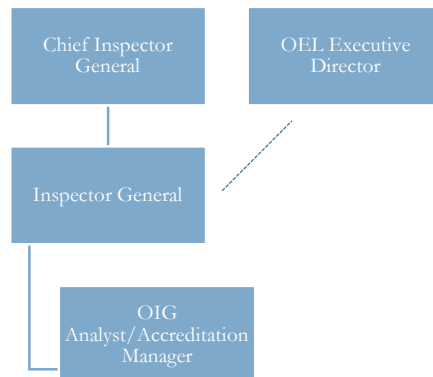 Chief Inspector
General
OEL Executive
Director
Inspector General
OIG
Analyst/Accreditation
Manager